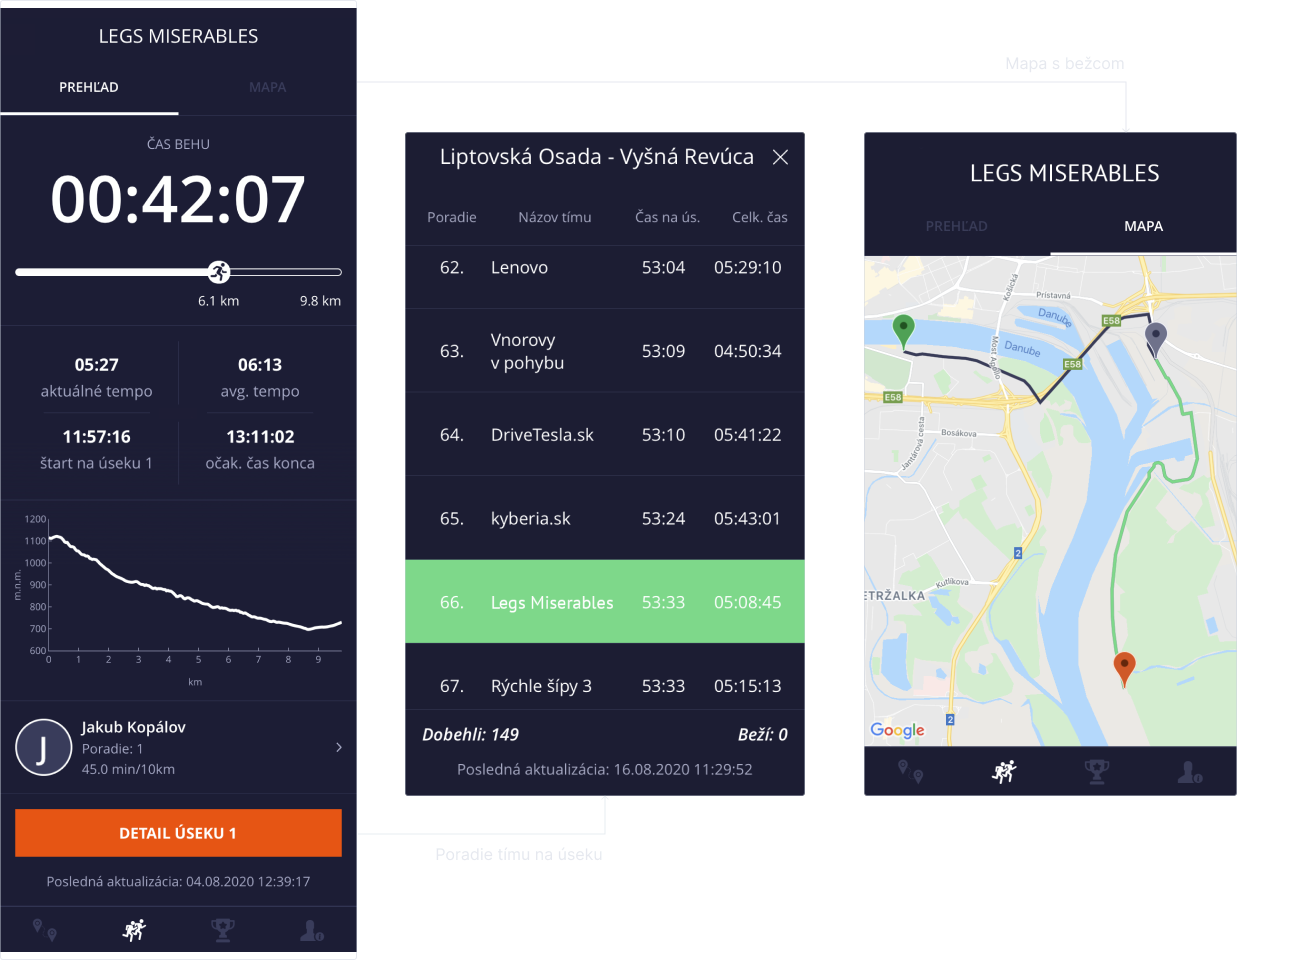 LEGS MISERABLES
PREHĽAD MAPA
ČAS BEHU
00:42:07
6.1 km 9.8 km
05:27 06:13
aktuálné tempo avg. tempo
11:57:16 13:11:02
štart na úseku 1 očak. čas konca
1200
1100
1000
900
800
700
600
m.n.m.
0 1 2 3 4 5 6 7 8 9
km
J
Jakub Kopálov
Poradie: 1
45.0 min/10km
DETAIL ÚSEKU 1
Posledná aktualizácia: 04.08.2020 12:39:17
Liptovská Osada - Vyšná Revúca
Poradie Názov tímu Čas na ús. Celk. čas
62. Lenovo 53:04 05:29:10
63. Vnorovy v pohybu 53:09 04:50:34
64. DriveTesla.sk 53:10 05:41:22
65. kyberia.sk 53:24 05:43:01
66. Legs Miserables 53:33 05:08:45
67. Rýchle šípy 3 53:33 05:15:13
Dobehli: 149 Beží: 0
Posledná aktualizácia: 16.08.2020 11:29:52
Poradie tímu na úseku
Mapa s bežcom
LEGS MISERABLES
PREHĽAD MAPA
Košická
Prístavná
Danube
E58
Most Apollo
Danube
E58
E58
Bosákova
Jantárová cesta
2
Kutlíkova
ETRŽALKA
2
Google